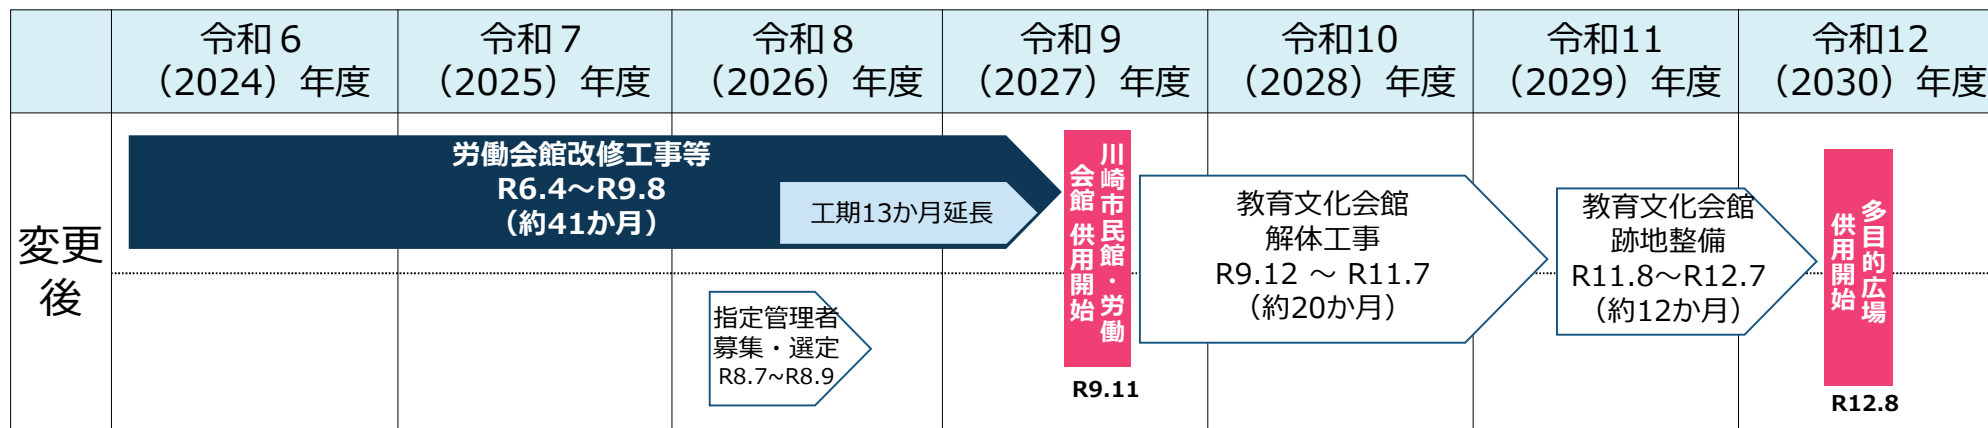 令和６
（2024）年度
令和７
（2025）年度
令和８
（2026）年度
令和９
（2027）年度
令和10
（2028）年度
令和11
（2029）年度
令和12
（2030）年度
変更
後
労働会館改修工事等
R6.4～R9.8
（約41か月）
工期13か月延長
指定管理者
募集・選定
R8.7~R8.9
川崎市民館・労働
会館 供用開始
R9.11
教育文化会館
解体工事
R9.12 ～ R11.7
（約20か月）
教育文化会館
跡地整備
R11.8～R12.7
（約12か月）
多目的広場
供用開始
R12.8